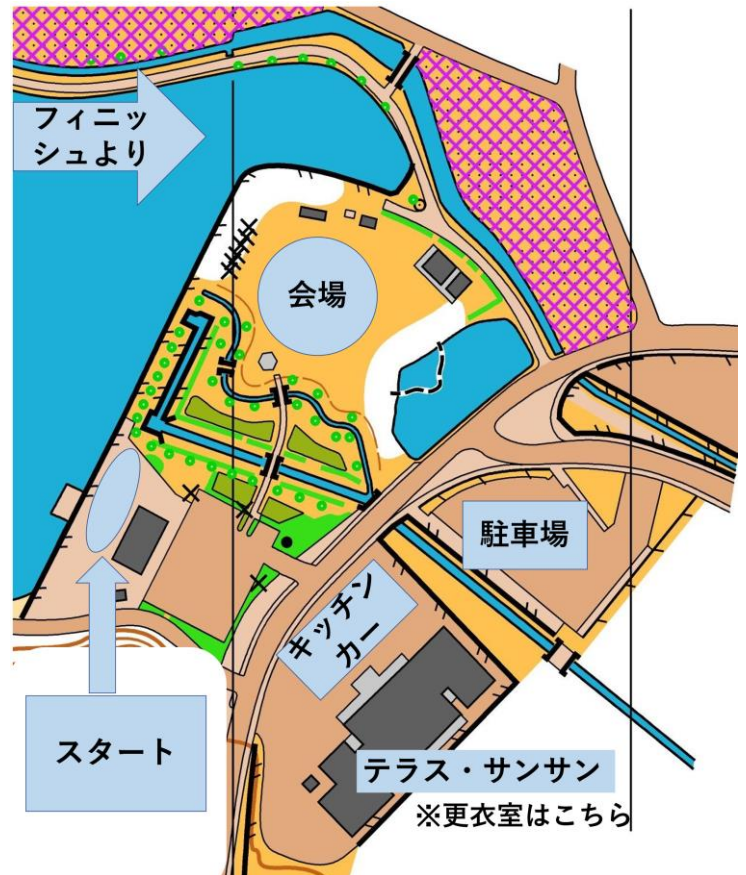 フィニッ
シュより
会場
駐車場
キッチン
カー
スタート
テラス・サンサン
※更衣室はこちら